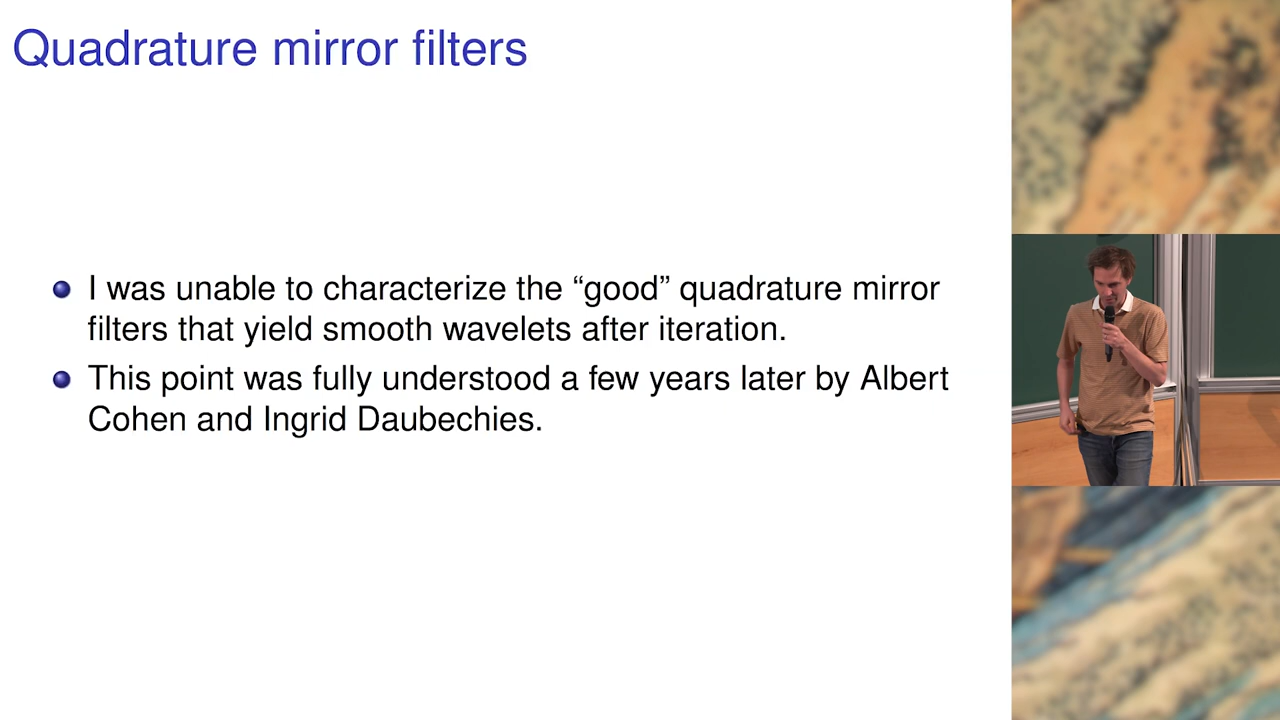 Quadrature mirror filters
I was unable to characterize the “good” quadrature mirror
filters that yield smooth wavelets after iteration.
This point was fully understood a few years later by Albert
Cohen and Ingrid Daubechies.